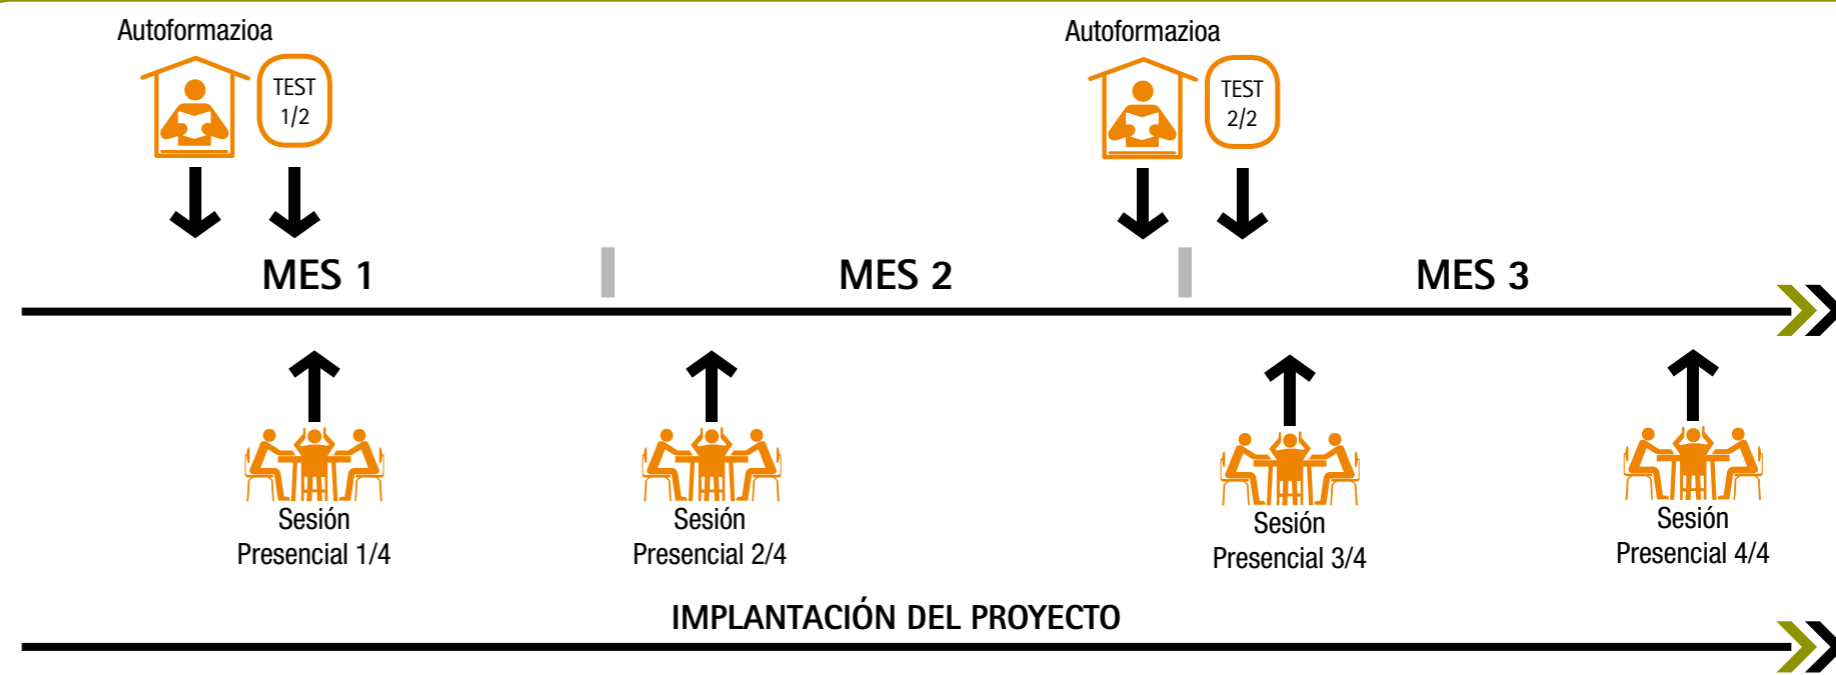 Autoformazioa
TEST
1/2
Autoformazioa
TEST
2/2
MES 1
MES 2
MES 3
Sesión
Presencial 1/4
Sesión
Presencial 2/4
Sesión
Presencial 3/4
Sesión
Presencial 4/4
IMPLANTACIÓN DEL PROYECTO